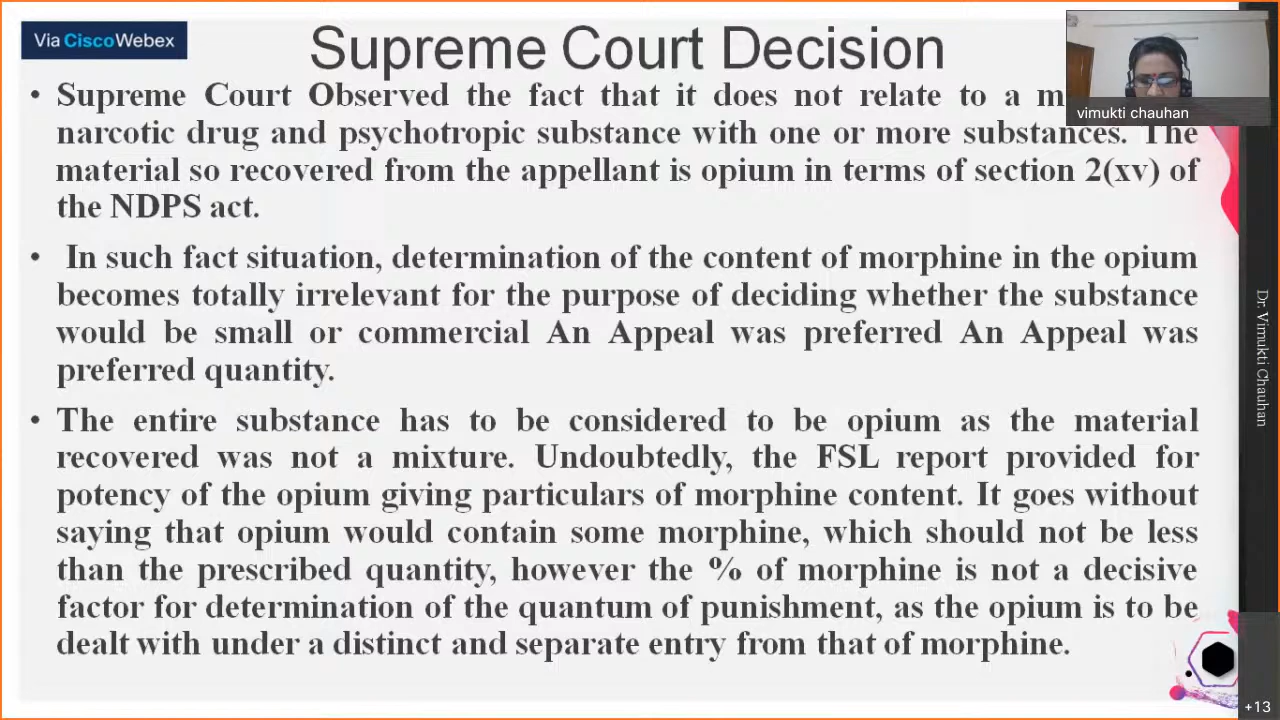 Via CiscoWebex
Supreme Court Decision
• Supreme Court Observed the fact that it does not relate to a
narcotic drug and psychotropic substance with one or more substances. The
material so recovered from the appellant is opium in terms of section 2(xv) of
the NDPS act.
• In such fact situation, determination of the content of morphine in the opium
becomes totally irrelevant for the purpose of deciding whether the substance
would be small or commercial An Appeal was preferred An Appeal was
preferred quantity.
• The entire substance has to be considered to be opium as the material
recovered was not a mixture. Undoubtedly, the FSL report provided for
potency of the opium giving particulars of morphine content. It goes without
saying that opium would contain some morphine, which should not be less
than the prescribed quantity, however the % of morphine is not a decisive
factor for determination of the quantum of punishment, as the opium is to be
dealt with under a distinct and separate entry from that of morphine.
vimukti chauhan
Dr. Vimukti Chauhan
+13